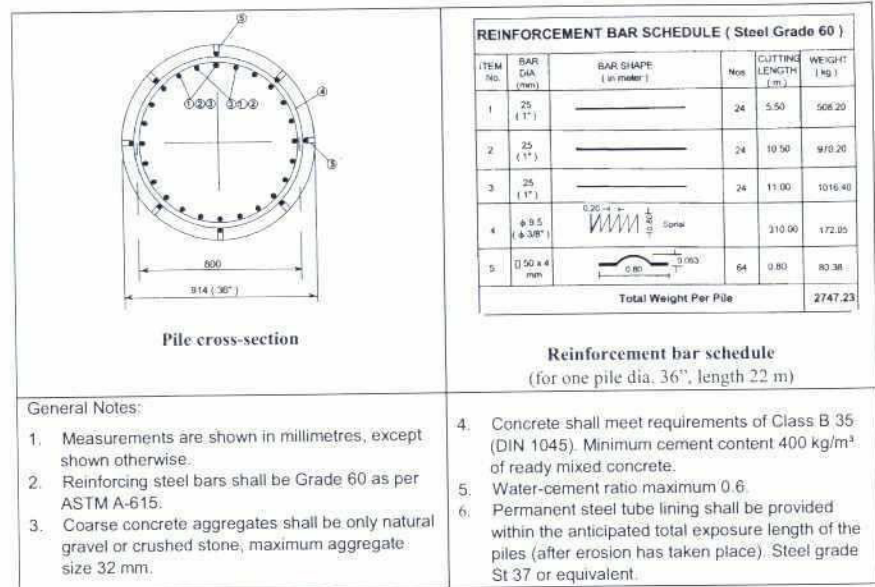 5
①②③ ③①②
4
5
800
914 ( 36" )
Pile cross-section
REINFORCEMENT BAR SCHEDULE ( Steel Grade 60 )
ITEM No. BAR DIA (mm) BAR SHAPE ( in meter ) Nos CUTTING LENGTH ( m ) WEIGHT ( kg )
1 25 ( 1" ) 24 5.50 508.20
2 25 ( 1" ) 24 10.50 970.20
3 25 ( 1" ) 24 11.00 1016.40
4 ϕ 9.5 ( ϕ 3/8" ) 0.20 0.80 Spiral 310.00 172.05
5 50 x 4 mm 0.80 0.063 64 0.80 80.38
Total Weight Per Pile 2747.23
Reinforcement bar schedule
(for one pile dia. 36”, length 22 m)
General Notes:
1. Measurements are shown in millimetres, except
shown otherwise.
2. Reinforcing steel bars shall be Grade 60 as per
ASTM A-615.
3. Coarse concrete aggregates shall be only natural
gravel or crushed stone, maximum aggregate
size 32 mm.
4. Concrete shall meet requirements of Class B 35
(DIN 1045). Minimum cement content 400 kg/m³
of ready mixed concrete.
5. Water-cement ratio maximum 0.6.
6. Permanent steel tube lining shall be provided
within the anticipated total exposure length of the
piles (after erosion has taken place). Steel grade
St 37 or equivalent.